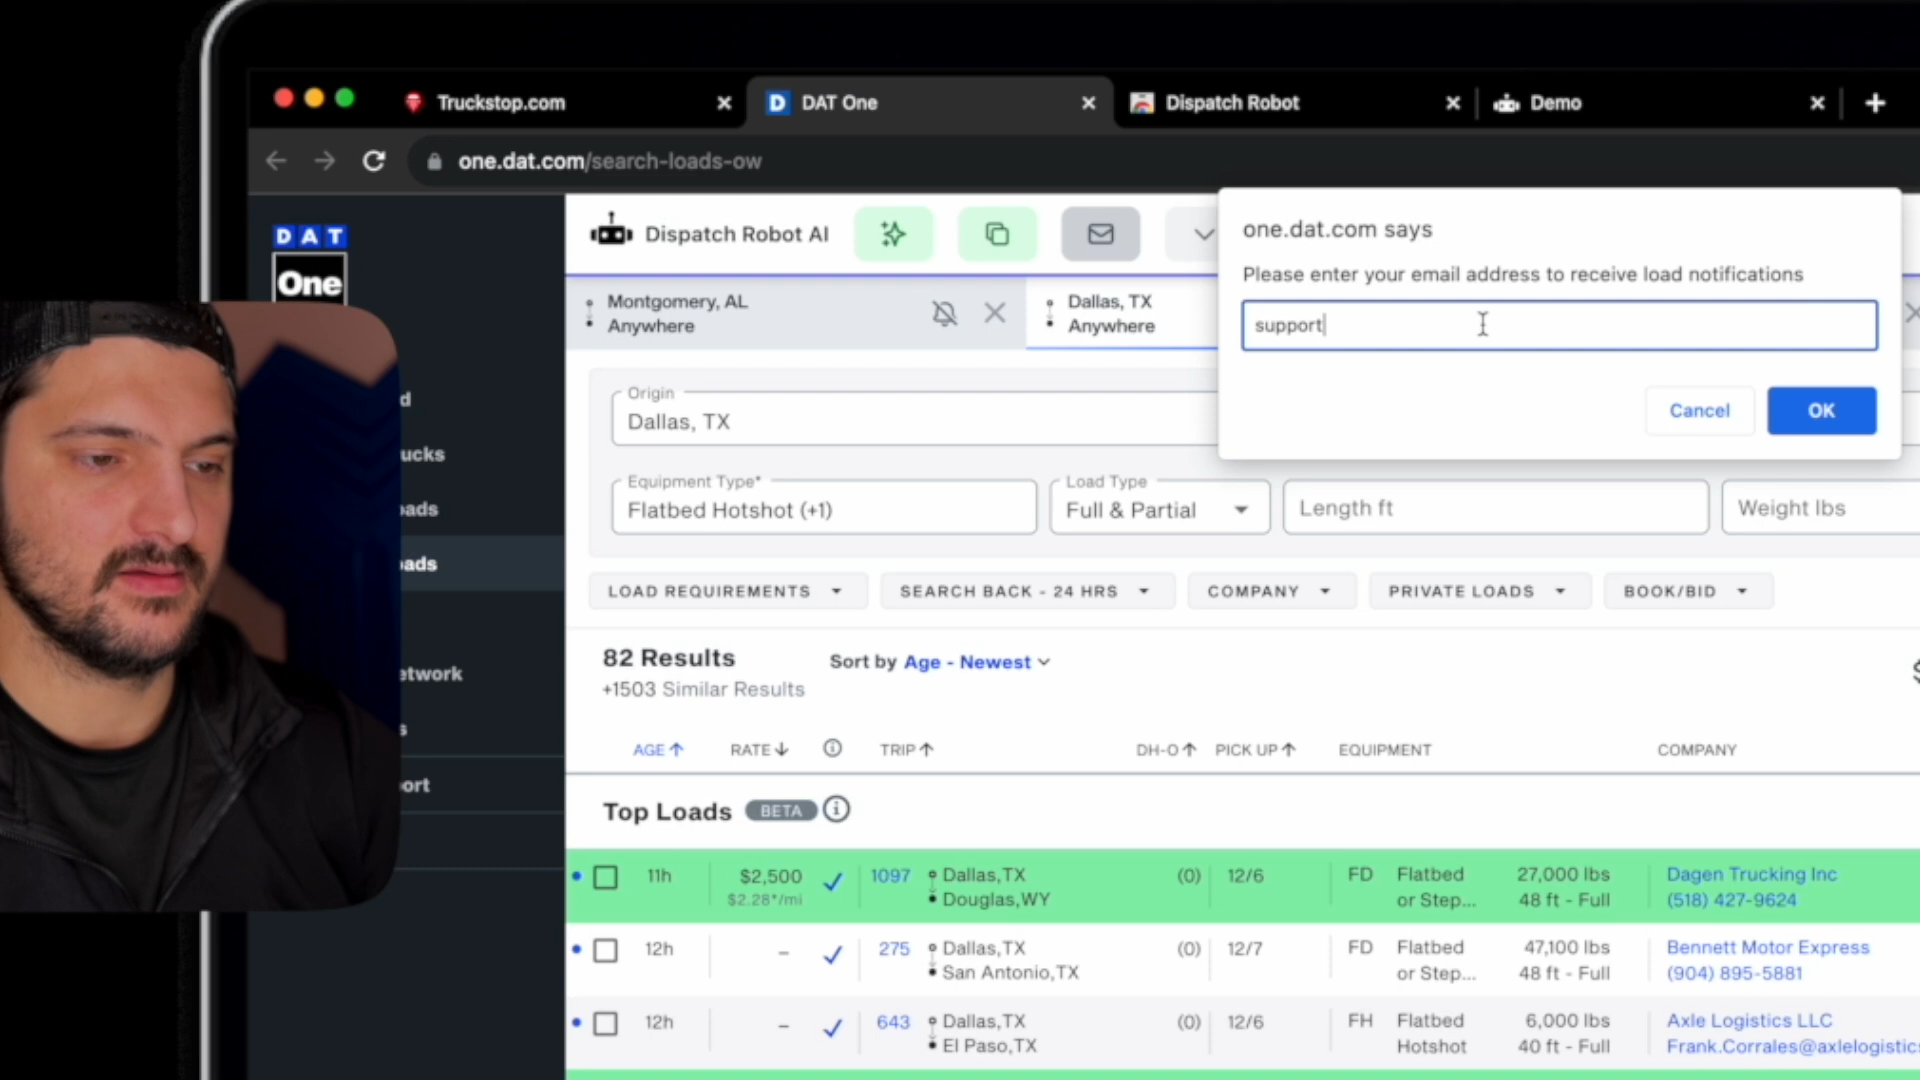 Truckstop.com
DAT One
Dispatch Robot
Demo
one.dat.com/search-loads-ow
DAT
One
Dispatch Robot AI
one.dat.com says
Please enter your email address to receive load notifications
support
Cancel
OK
Montgomery, AL
Anywhere
Dallas, TX
Anywhere
Origin
Dallas, TX
Equipment Type*
Flatbed Hotshot (+1)
Load Type
Full & Partial
Length ft
Weight lbs
LOAD REQUIREMENTS
SEARCH BACK - 24 HRS
COMPANY
PRIVATE LOADS
BOOK/BID
82 Results
Sort by Age - Newest
+1503 Similar Results
AGE RATE TRIP DH-O PICK UP EQUIPMENT COMPANY
Top Loads BETA
11h $2,500 1097 Dallas,TX (0) 12/6 FD Flatbed 27,000 lbs Dagen Trucking Inc
$2.28*/mi Douglas,WY or Step... 48 ft - Full (518) 427-9624
12h – 275 Dallas,TX (0) 12/7 FD Flatbed 47,100 lbs Bennett Motor Express
San Antonio,TX or Step... 48 ft - Full (904) 895-5881
12h – 643 Dallas,TX (0) 12/6 FH Flatbed 6,000 lbs Axle Logistics LLC
El Paso,TX Hotshot 40 ft - Full Frank.Corrales@axlelogistics